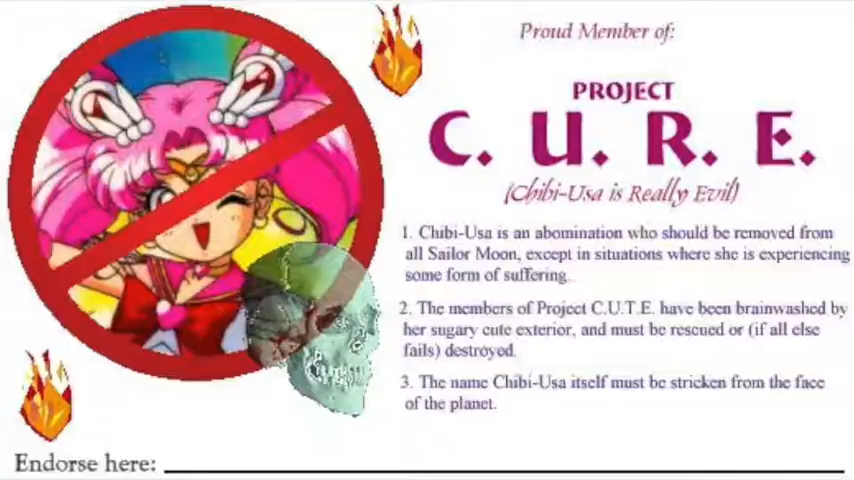 Proud Member of:
PROJECT
C. U. R. E.
(Chibi-Usa is Really Evil)
1. Chibi-Usa is an abomination who should be removed from
all Sailor Moon, except in situations where she is experiencing
some form of suffering.
2. The members of Project C.U.T.E. have been brainwashed by
her sugary cute exterior, and must be rescued or (if all else
fails) destroyed.
3. The name Chibi-Usa itself must be stricken from the face
of the planet.
Endorse here: